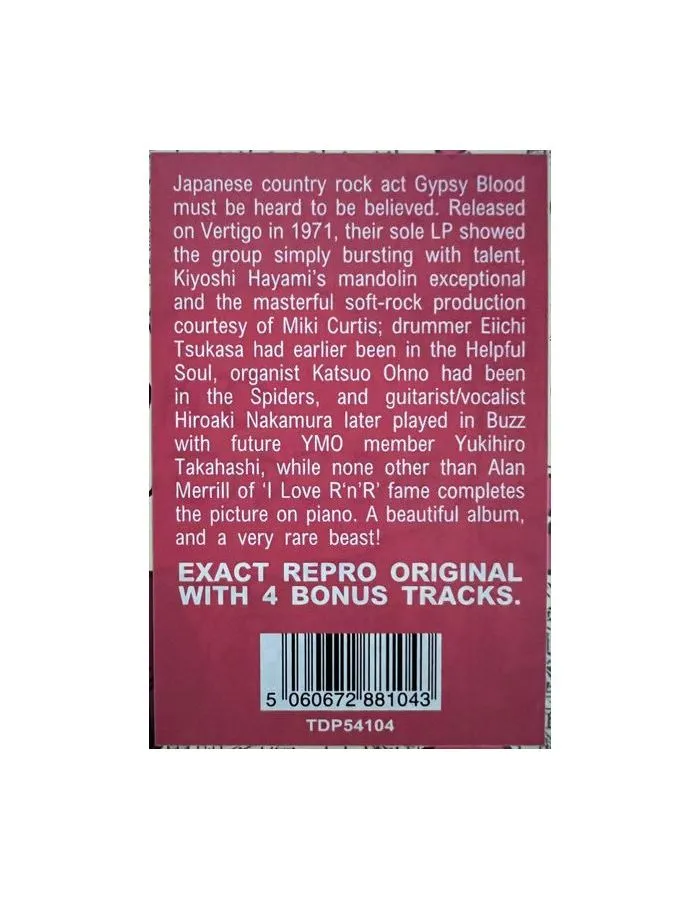 Japanese country rock act Gypsy Blood
must be heard to be believed. Released
on Vertigo in 1971, their sole LP showed
the group simply bursting with talent,
Kiyoshi Hayami's mandolin exceptional
and the masterful soft-rock production
courtesy of Miki Curtis; drummer Eiichi
Tsukasa had earlier been in the Helpful
Soul, organist Katsuo Ohno had been
in the Spiders, and guitarist/vocalist
Hiroaki Nakamura later played in Buzz
with future YMO member Yukihiro
Takahashi, while none other than Alan
Merrill of ‘I Love R‘n’R’ fame completes
the picture on piano. A beautiful album,
and a very rare beast!
EXACT REPRO ORIGINAL
WITH 4 BONUS TRACKS.
5 060672 881043
TDP54104